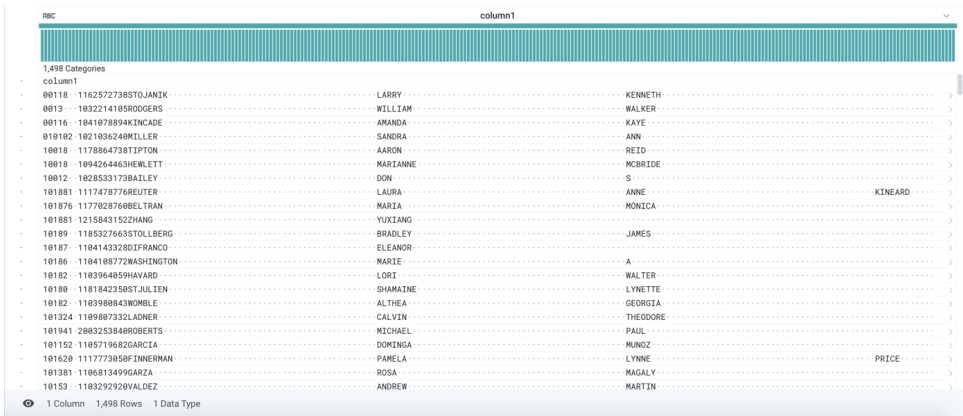 ABC column1
1,498 Categories
column1
00118 1162572738STOJANIK LARRY KENNETH
0013 1032214105RODGERS WILLIAM WALKER
00116 1041078894KINCADE AMANDA KAYE
010102 1021036240MILLER SANDRA ANN
10018 1178864738TIPTON AARON REID
10018 1094264463HEWLETT MARIANNE MCBRIDE
10012 1028533173BAILEY DON S
101881 1117478776REUTER LAURA ANNE KINEARD
101876 1177028760BELTRAN MARIA MONICA
101881 1215843152ZHANG YUXIANG
10189 1185327663STOLLBERG BRADLEY JAMES
10187 1104143328DIFRANCO ELEANOR
10186 1104108772WASHINGTON MARIE A
10182 1103964059HAVARD LORI WALTER
10180 1181842350STJULIEN SHAMAINE LYNETTE
10182 1103980843WOMBLE ALTHEA GEORGIA
101324 1109807332LADNER CALVIN THEODORE
101941 2003253840ROBERTS MICHAEL PAUL
101152 1105719682GARCIA DOMINGA MUNOZ
101620 1117773050FINNERMAN PAMELA LYNNE PRICE
101381 1106813499GARZA ROSA MAGALY
10153 1103292920VALDEZ ANDREW MARTIN
1 Column 1,498 Rows 1 Data Type